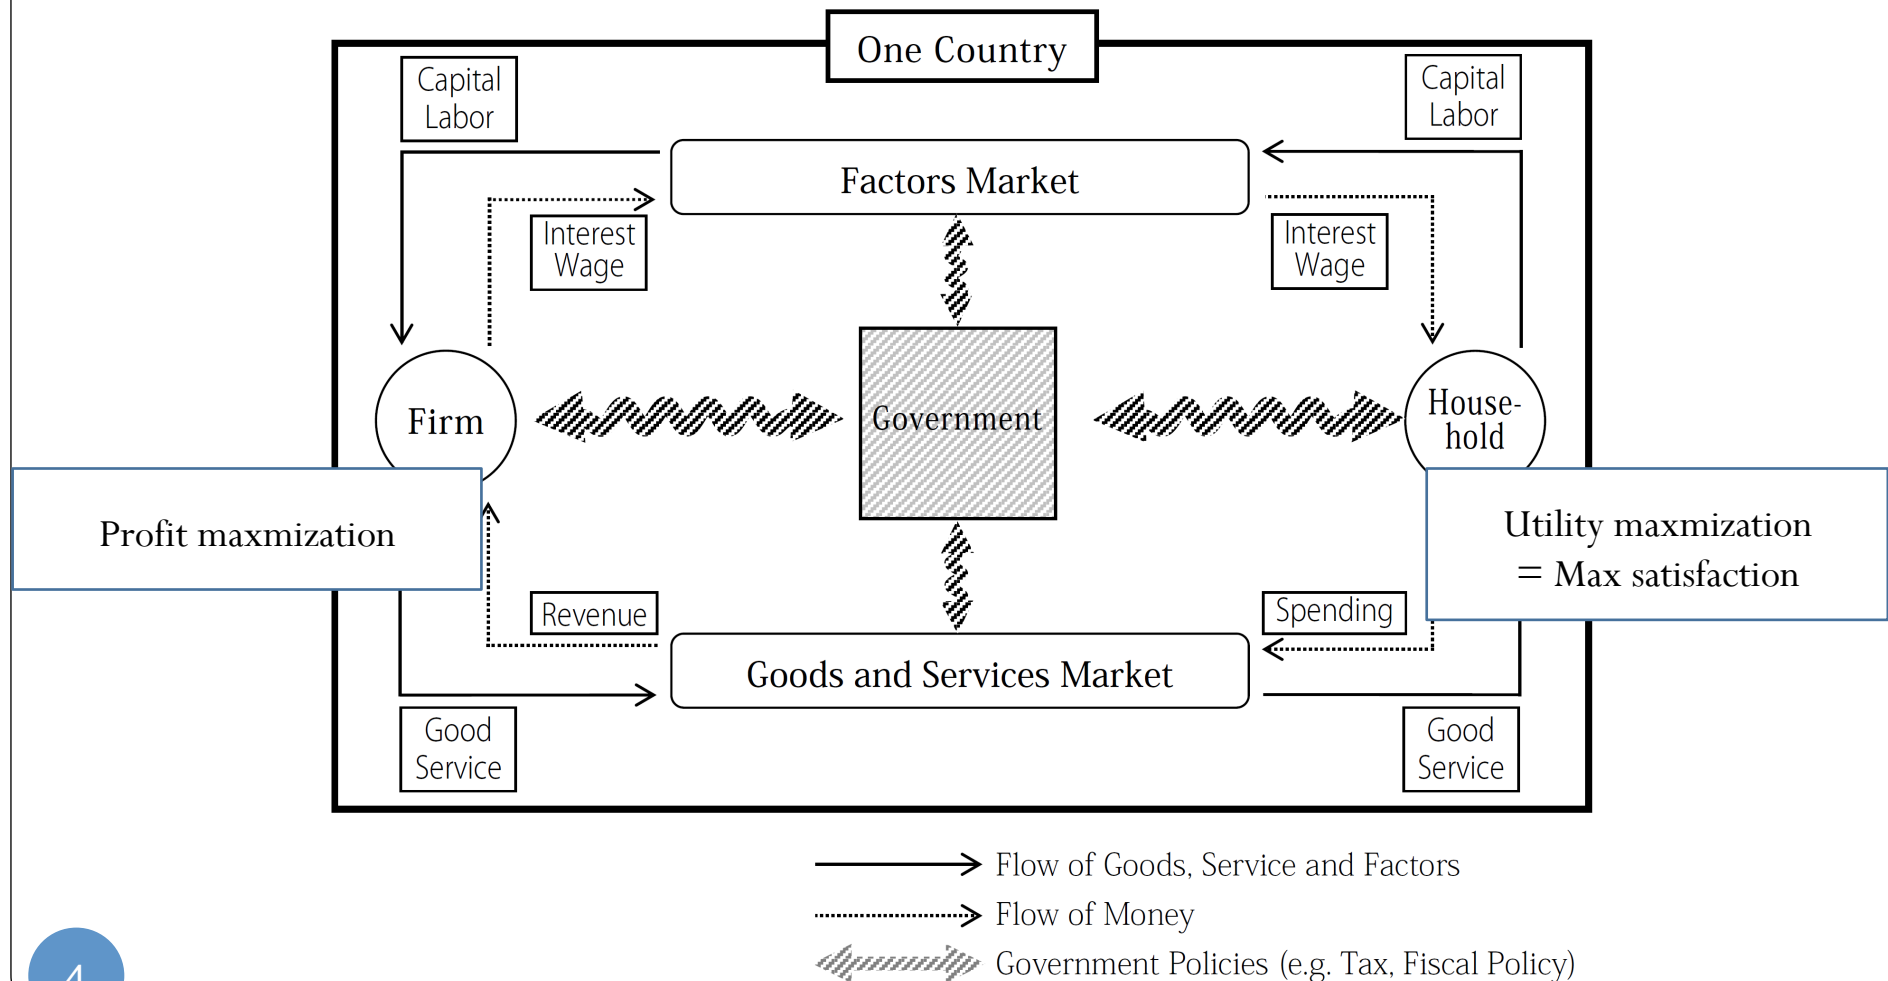 One Country
Capital
Labor
Capital
Labor
Factors Market
Interest
Wage
Interest
Wage
Firm
Government
House-
hold
Profit maxmization
Utility maxmization
= Max satisfaction
Revenue
Spending
Goods and Services Market
Good
Service
Good
Service
Flow of Goods, Service and Factors
Flow of Money
Government Policies (e.g. Tax, Fiscal Policy)
4